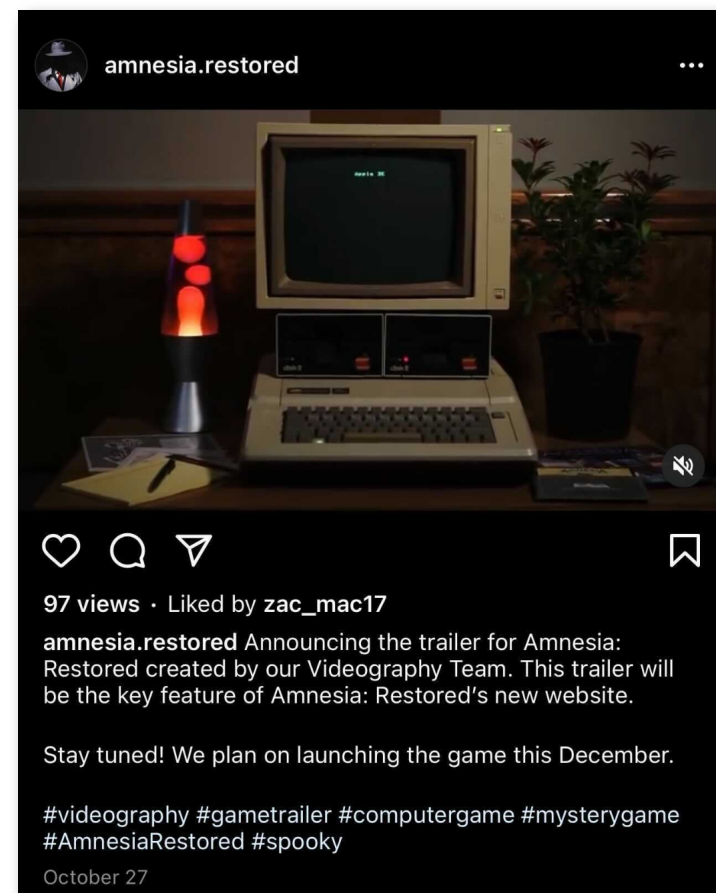 amnesia.restored
Apple ][
97 views · Liked by zac_mac17
amnesia.restored Announcing the trailer for Amnesia:
Restored created by our Videography Team. This trailer will
be the key feature of Amnesia: Restored’s new website.
Stay tuned! We plan on launching the game this December.
#videography #gametrailer #computergame #mysterygame
#AmnesiaRestored #spooky
October 27